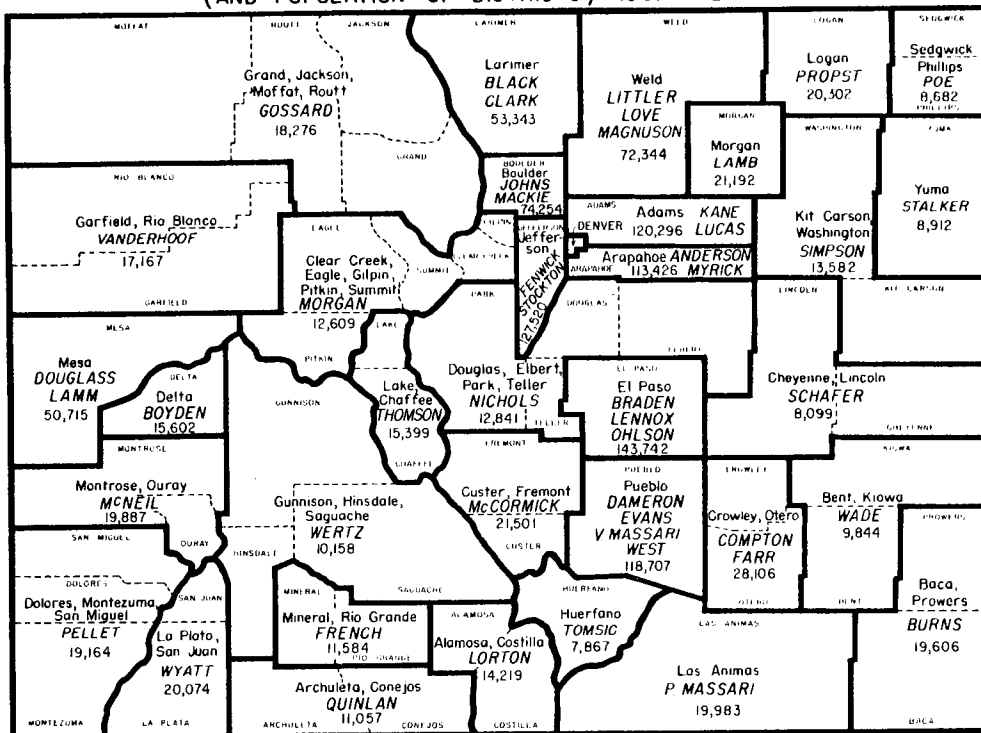 (AND POPULATION OF
MOFFAT
ROUTT
JACKSON
LARIMER
WELD
LOGAN
SEDGWICK
Grand, Jackson,
Moffat, Routt
GOSSARD
18,276
GRAND
Larimer
BLACK
CLARK
53,343
Weld
LITTLER
LOVE
MAGNUSON
72,344
MORGAN
Morgan
LAMB
21,192
Logan
PROPST
20,302
Sedgwick
Phillips
POE
8,682
PHILLIPS
WASHINGTON
YUMA
Yuma
STALKER
8,912
RIO BLANCO
Garfield, Rio Blanco
VANDERHOOF
17,167
GARFIELD
EAGLE
Clear Creek,
Eagle, Gilpin,
Pitkin, Summit
MORGAN
12,609
SUMMIT
PITKIN
BOULDER
Boulder
JOHNS
MACKIE
74,254
GILPIN
CLEAR CREEK
JEFFERSON
Jeffer-
son
FENWICK
STOCKTON
127,520
ADAMS
DENVER
Adams
120,296
KANE
LUCAS
ARAPAHOE
Arapahoe
113,426
ANDERSON
MYRICK
Kit Carson,
Washington
SIMPSON
13,582
KIT CARSON
LINCOLN
MESA
Mesa
DOUGLASS
LAMM
50,715
DELTA
Delta
BOYDEN
15,602
GUNNISON
LAKE
Lake,
Chaffee
THOMSON
15,399
CHAFFEE
PARK
DOUGLAS
ELBERT
Douglas, Elbert,
Park, Teller
NICHOLS
12,841
TELLER
EL PASO
El Paso
BRADEN
LENNOX
OHLSON
143,742
Cheyenne, Lincoln
SCHAFER
8,099
CHEYENNE
MONTROSE
Montrose, Ouray
MCNEIL
19,887
OURAY
Gunnison, Hinsdale,
Saguache
WERTZ
10,158
HINSDALE
SAGUACHE
FREMONT
Custer, Fremont
McCORMICK
21,501
CUSTER
PUEBLO
Pueblo
DAMERON
EVANS
V MASSARI
WEST
118,707
CROWLEY
Crowley, Otero
COMPTON
FARR
28,106
OTERO
KIOWA
Bent, Kiowa
WADE
9,844
BENT
PROWERS
Baca,
Prowers
BURNS
19,606
BACA
SAN MIGUEL
DOLORES
Dolores, Montezuma,
San Miguel
PELLET
19,164
MONTEZUMA
SAN JUAN
La Plata,
San Juan
WYATT
20,074
LA PLATA
MINERAL
Mineral, Rio Grande
FRENCH
11,584
RIO GRANDE
Archuleta, Conejos
QUINLAN
11,057
ARCHULETA
CONEJOS
ALAMOSA
Alamosa, Costilla
LORTON
14,219
COSTILLA
HUERFANO
Huerfano
TOMSIC
7,867
LAS ANIMAS
Las Animas
P. MASSARI
19,983